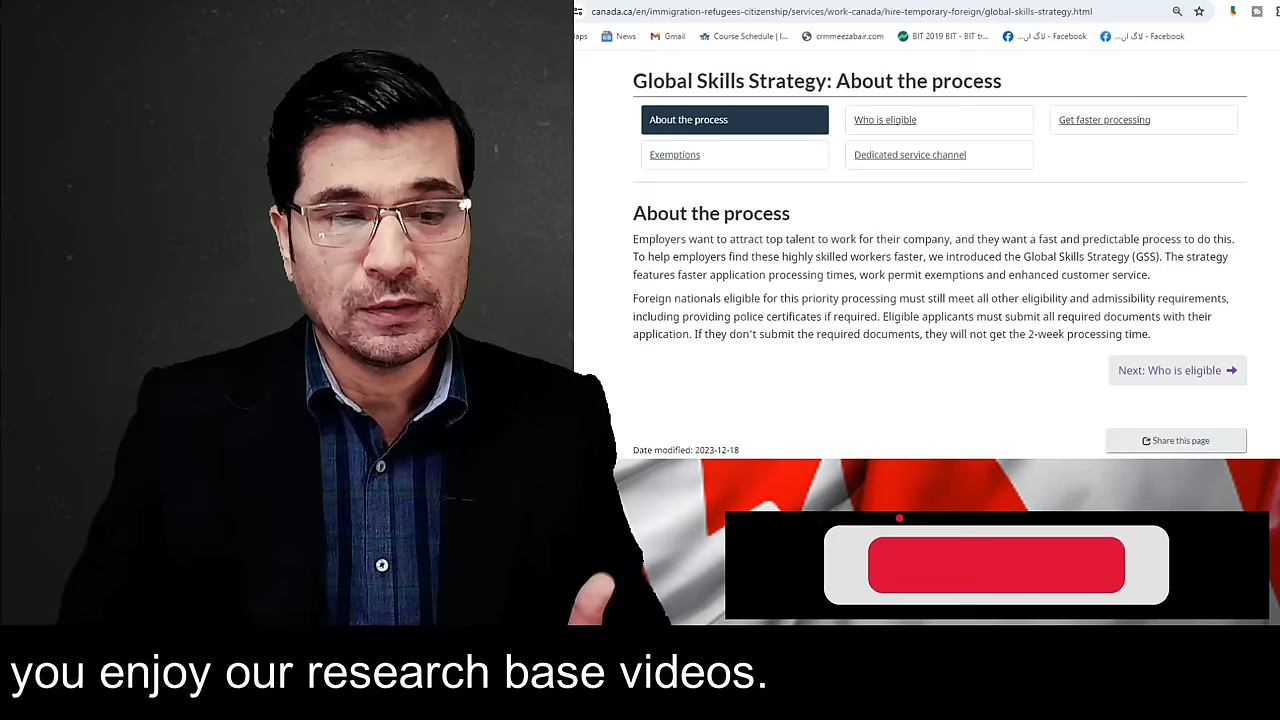 canada.ca/en/immigration-refugees-citizenship/services/work-canada/hire-temporary-foreign/global-skills-strategy.html
aps News Gmail Course Schedule | I... crmmeezabair.com BIT 2019 BIT - BIT tr... لاگ ان... - Facebook لاگ ان... - Facebook
Global Skills Strategy: About the process
About the process Who is eligible Get faster processing
Exemptions Dedicated service channel
About the process
Employers want to attract top talent to work for their company, and they want a fast and predictable process to do this.
To help employers find these highly skilled workers faster, we introduced the Global Skills Strategy (GSS). The strategy
features faster application processing times, work permit exemptions and enhanced customer service.
Foreign nationals eligible for this priority processing must still meet all other eligibility and admissibility requirements,
including providing police certificates if required. Eligible applicants must submit all required documents with their
application. If they don't submit the required documents, they will not get the 2-week processing time.
Next: Who is eligible
Share this page
Date modified: 2023-12-18
you enjoy our research base videos.